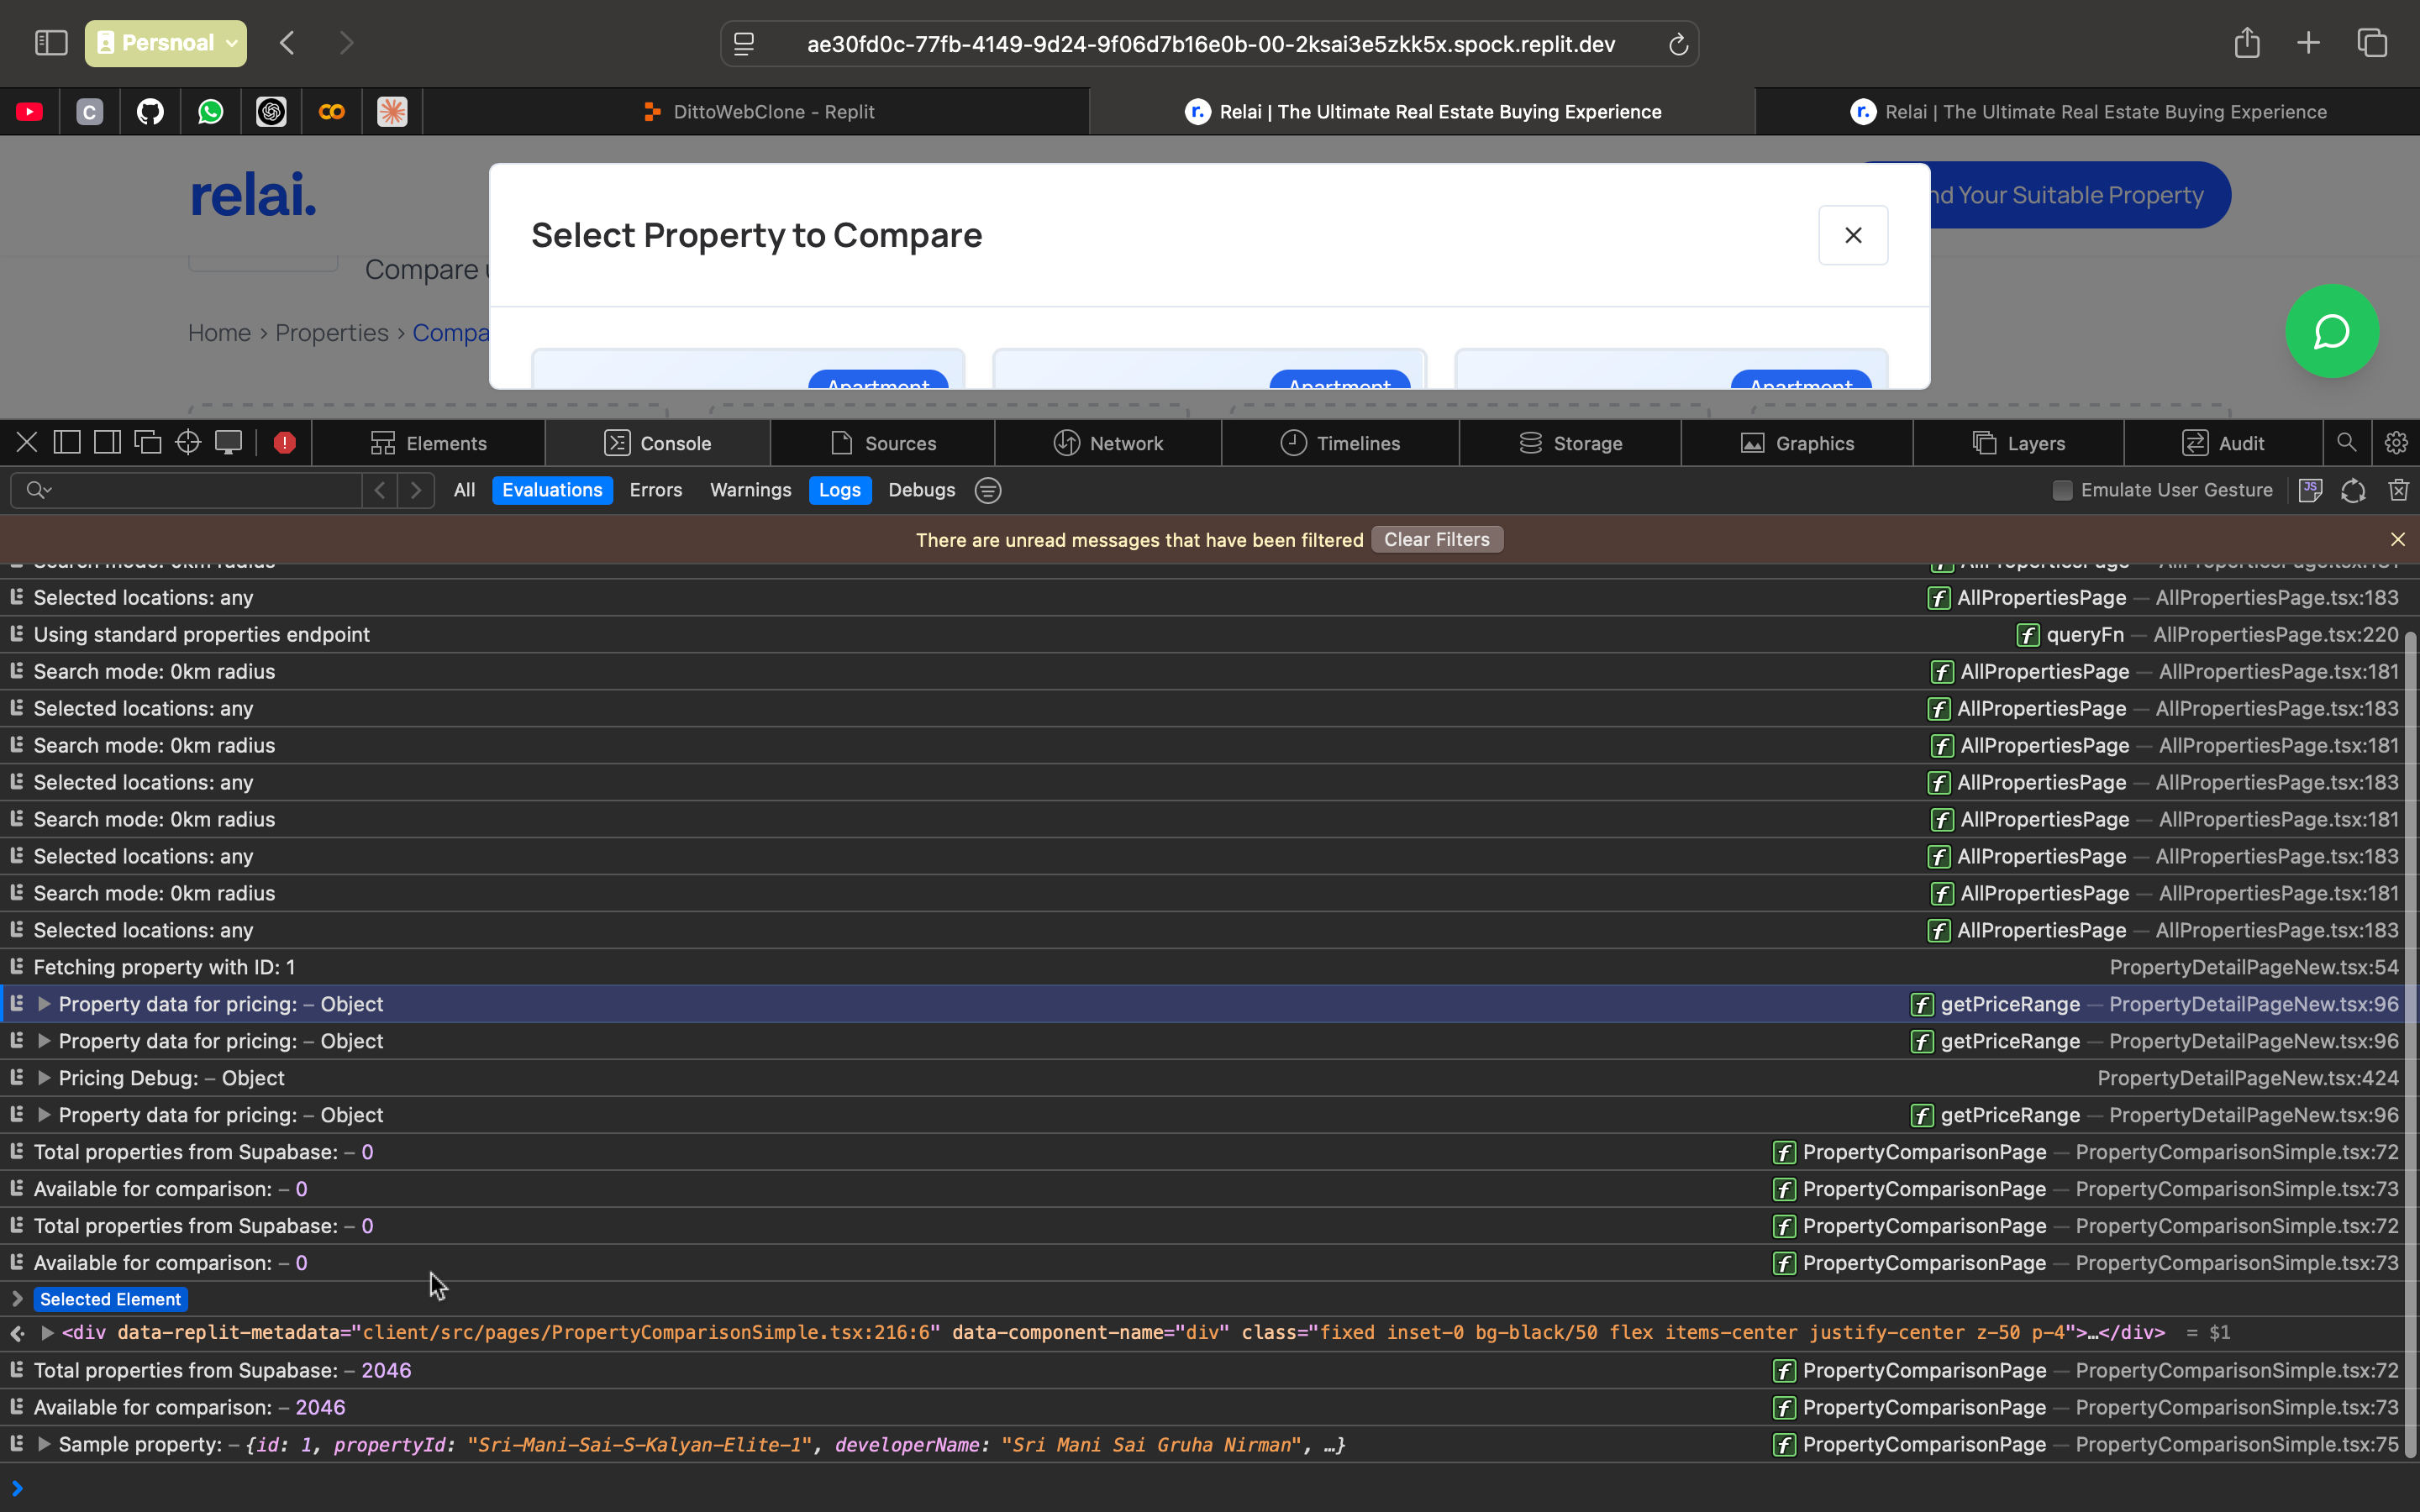 Persnoal
ae30fd0c-77fb-4149-9d24-9f06d7b16e0b-00-2ksai3e5zkk5x.spock.replit.dev
C
DittoWebClone - Replit
r. Relai | The Ultimate Real Estate Buying Experience
r. Relai | The Ultimate Real Estate Buying Experience
relai.
nd Your Suitable Property
Select Property to Compare
Compare
Home > Properties > Compa
Apartment Apartment Apartment
Elements Console Sources Network Timelines Storage Graphics Layers Audit
All Evaluations Errors Warnings Logs Debugs Emulate User Gesture JS
There are unread messages that have been filtered Clear Filters
Search mode: 0km radius f AllPropertiesPage — AllPropertiesPage.tsx:181
Selected locations: any f AllPropertiesPage — AllPropertiesPage.tsx:183
Using standard properties endpoint f queryFn — AllPropertiesPage.tsx:220
Search mode: 0km radius f AllPropertiesPage — AllPropertiesPage.tsx:181
Selected locations: any f AllPropertiesPage — AllPropertiesPage.tsx:183
Search mode: 0km radius f AllPropertiesPage — AllPropertiesPage.tsx:181
Selected locations: any f AllPropertiesPage — AllPropertiesPage.tsx:183
Search mode: 0km radius f AllPropertiesPage — AllPropertiesPage.tsx:181
Selected locations: any f AllPropertiesPage — AllPropertiesPage.tsx:183
Search mode: 0km radius f AllPropertiesPage — AllPropertiesPage.tsx:181
Selected locations: any f AllPropertiesPage — AllPropertiesPage.tsx:183
Fetching property with ID: 1 PropertyDetailPageNew.tsx:54
Property data for pricing: – Object f getPriceRange — PropertyDetailPageNew.tsx:96
Property data for pricing: – Object f getPriceRange — PropertyDetailPageNew.tsx:96
Pricing Debug: – Object PropertyDetailPageNew.tsx:424
Property data for pricing: – Object f getPriceRange — PropertyDetailPageNew.tsx:96
Total properties from Supabase: – 0 f PropertyComparisonPage — PropertyComparisonSimple.tsx:72
Available for comparison: – 0 f PropertyComparisonPage — PropertyComparisonSimple.tsx:73
Total properties from Supabase: – 0 f PropertyComparisonPage — PropertyComparisonSimple.tsx:72
Available for comparison: – 0 f PropertyComparisonPage — PropertyComparisonSimple.tsx:73
Selected Element
<div data-replit-metadata="client/src/pages/PropertyComparisonSimple.tsx:216:6" data-component-name="div" class="fixed inset-0 bg-black/50 flex items-center justify-center z-50 p-4">…</div> = $1
Total properties from Supabase: – 2046 f PropertyComparisonPage — PropertyComparisonSimple.tsx:72
Available for comparison: – 2046 f PropertyComparisonPage — PropertyComparisonSimple.tsx:73
Sample property: – {id: 1, propertyId: "Sri-Mani-Sai-S-Kalyan-Elite-1", developerName: "Sri Mani Sai Gruha Nirman", …} f PropertyComparisonPage — PropertyComparisonSimple.tsx:75